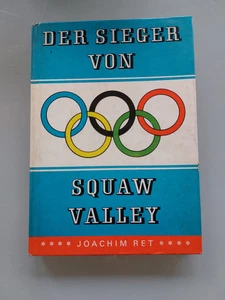 DER SIEGER
VON
SQUAW
VALLEY
JOACHIM RET